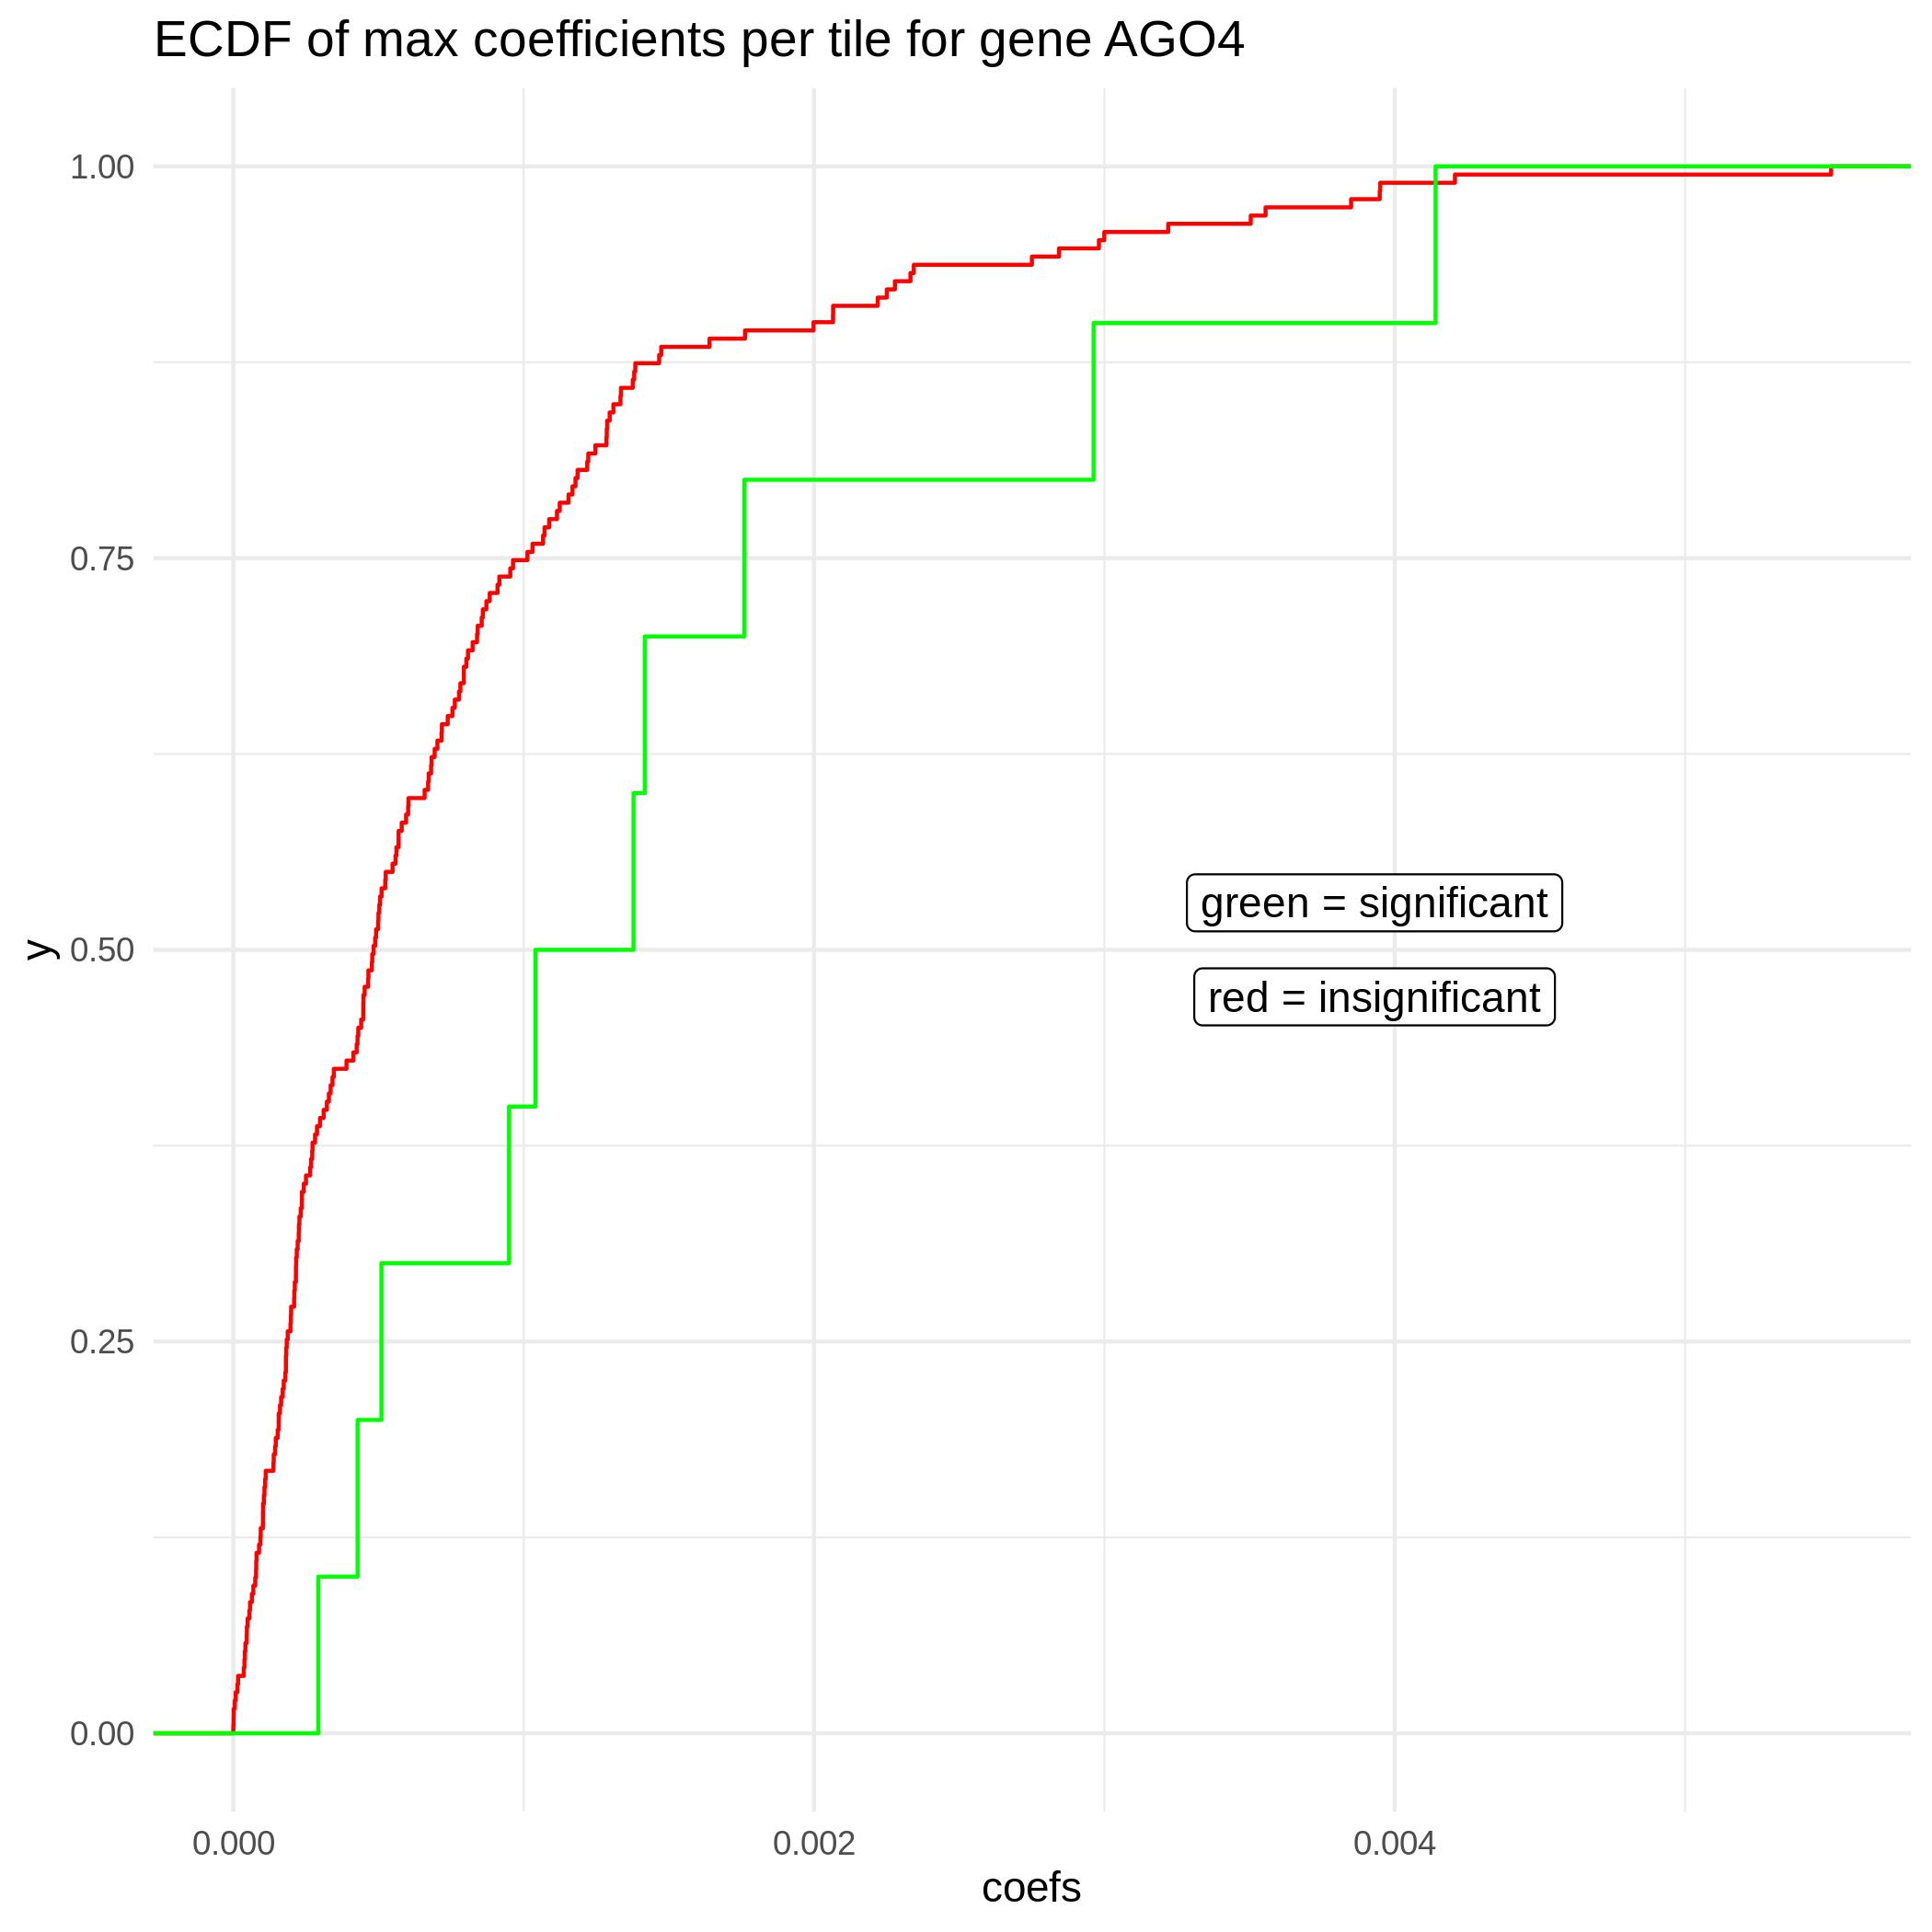 ECDF of max coefficients per tile for gene AGO4
1.00
0.75
0.50
0.25
0.00
y
green = significant
red = insignificant
0.000
0.002
0.004
coefs